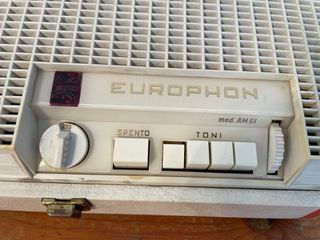 EUROPHON
mod. AM 61
SPENTO
TONI